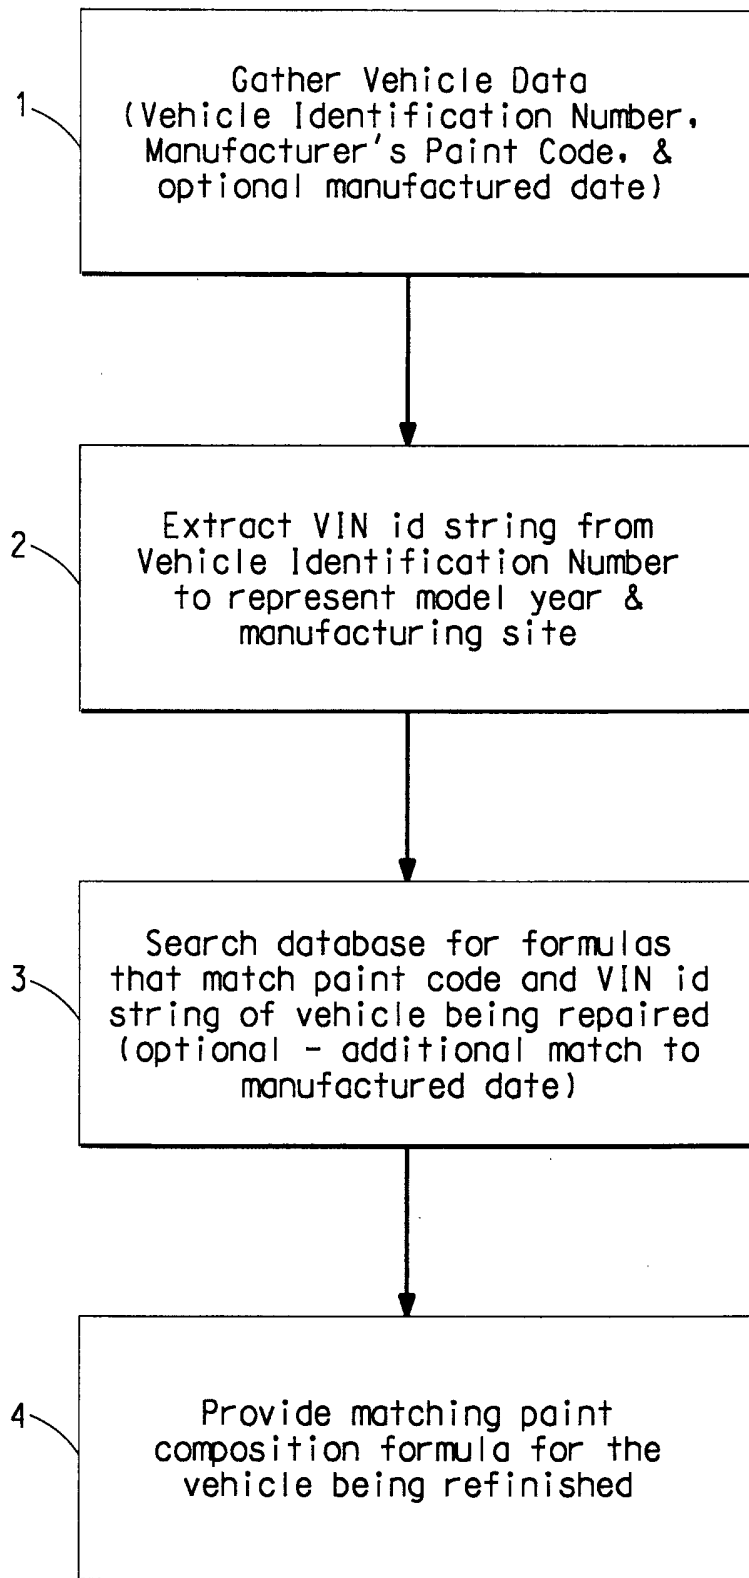 1
Gather Vehicle Data
(Vehicle Identification Number,
Manufacturer's Paint Code, &
optional manufactured date)
2
Extract VIN id string from
Vehicle Identification Number
to represent model year &
manufacturing site
3
Search database for formulas
that match paint code and VIN id
string of vehicle being repaired
(optional - additional match to
manufactured date)
4
Provide matching paint
composition formula for the
vehicle being refinished